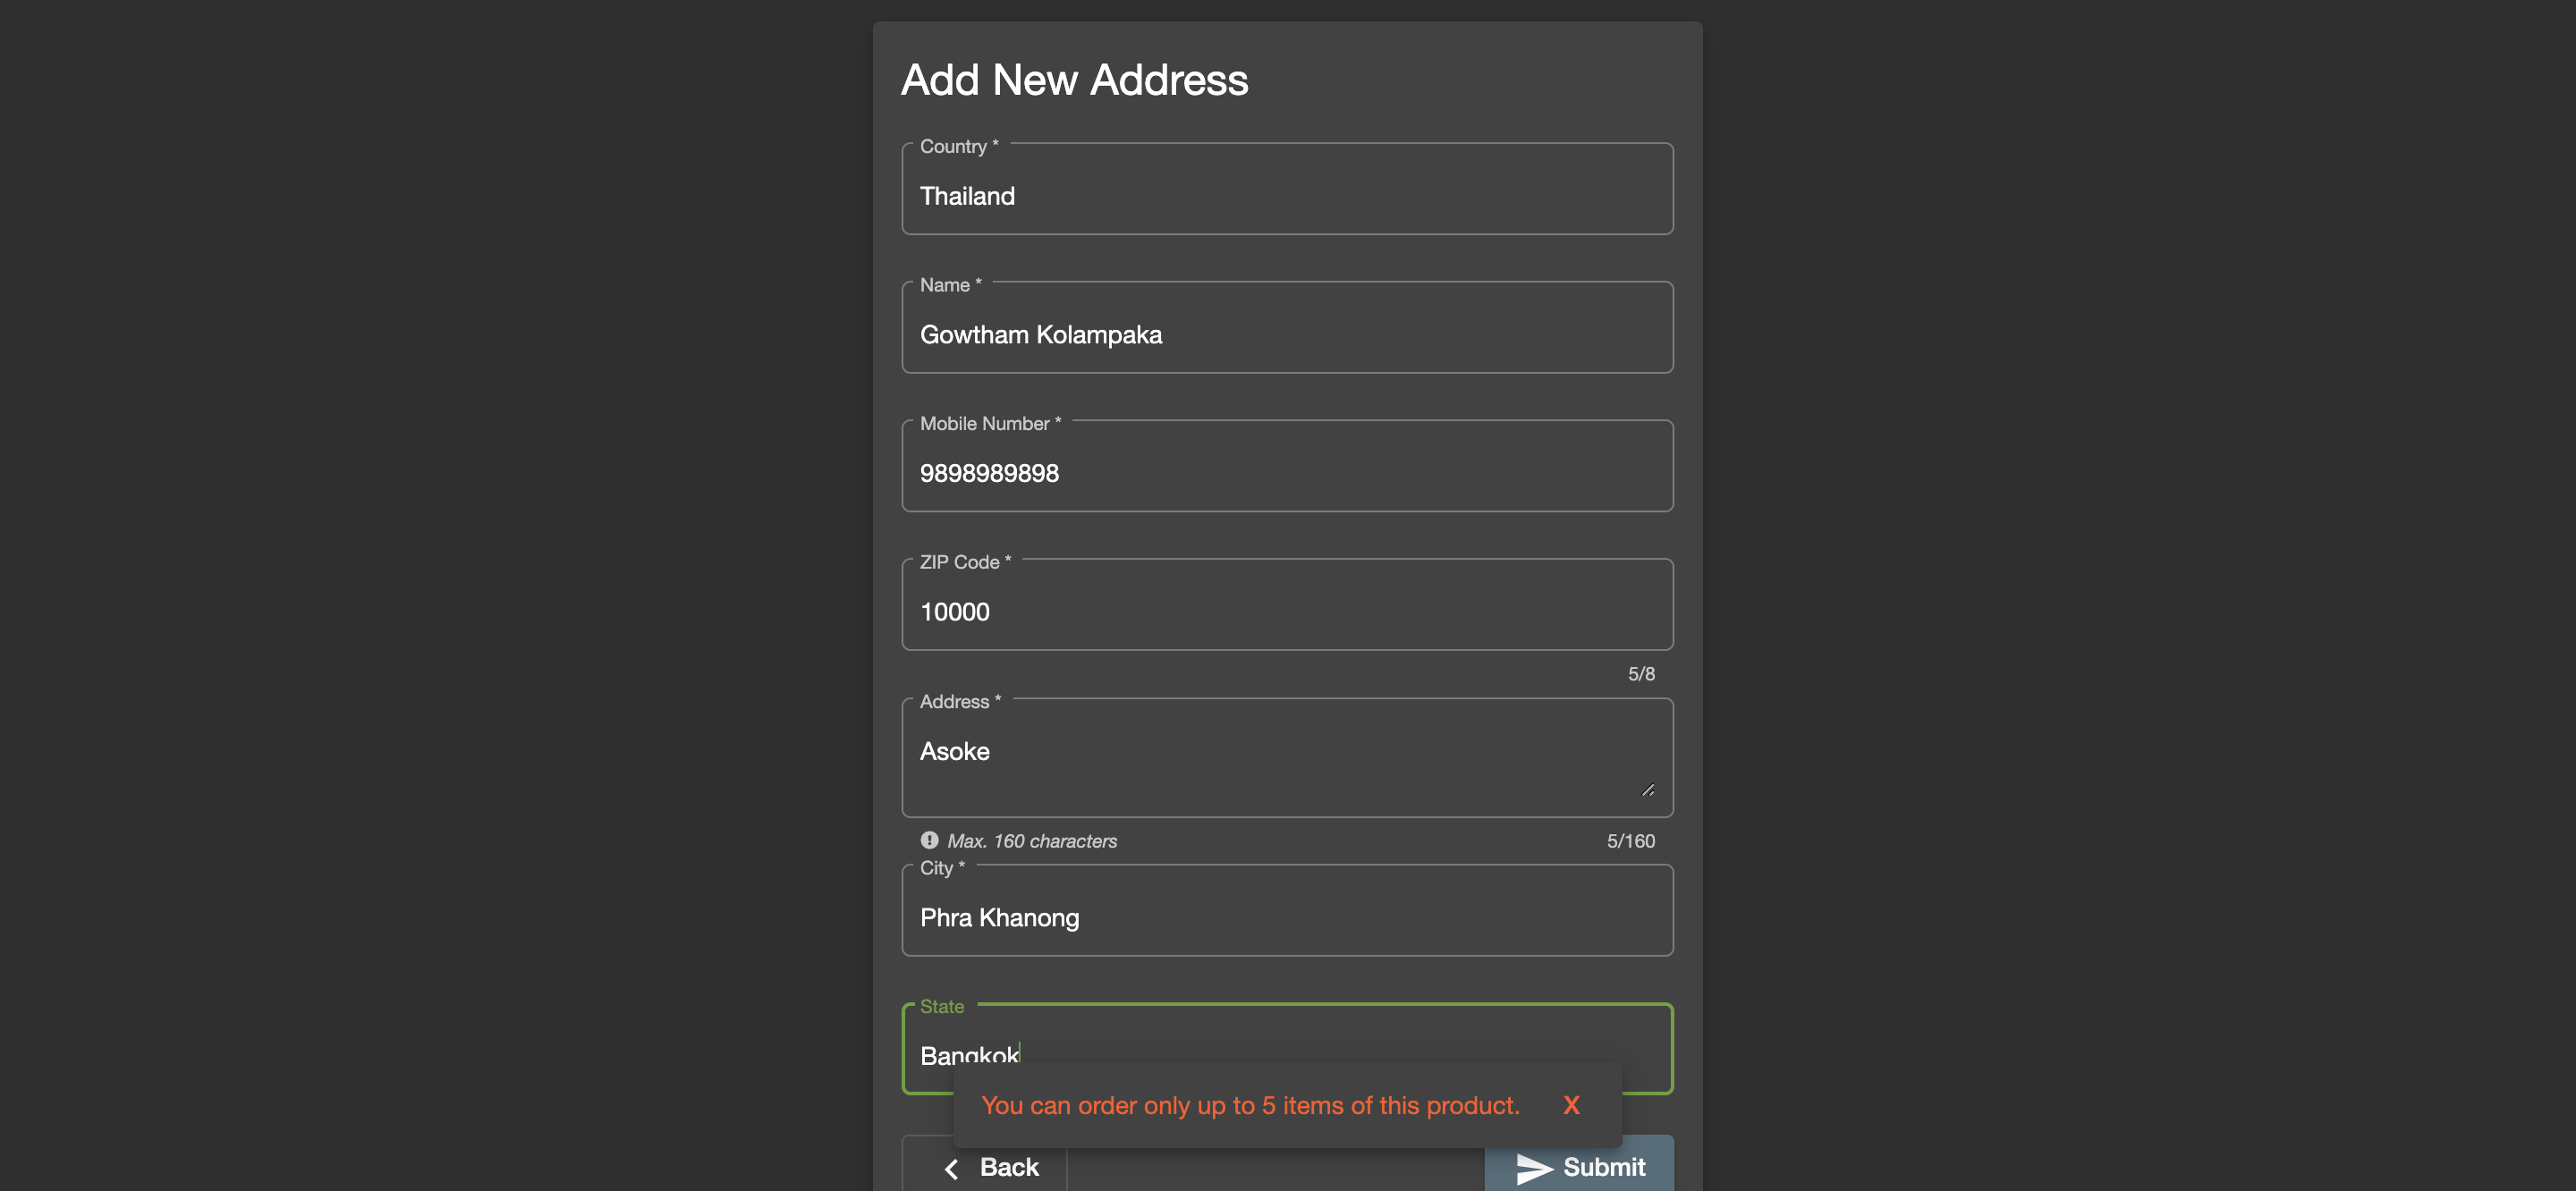 Add New Address
Country *
Thailand
Name *
Gowtham Kolampaka
Mobile Number *
9898989898
ZIP Code *
10000
5/8
Address *
Asoke
Max. 160 characters 5/160
City *
Phra Khanong
State
Bangkok
You can order only up to 5 items of this product. X
Back Submit